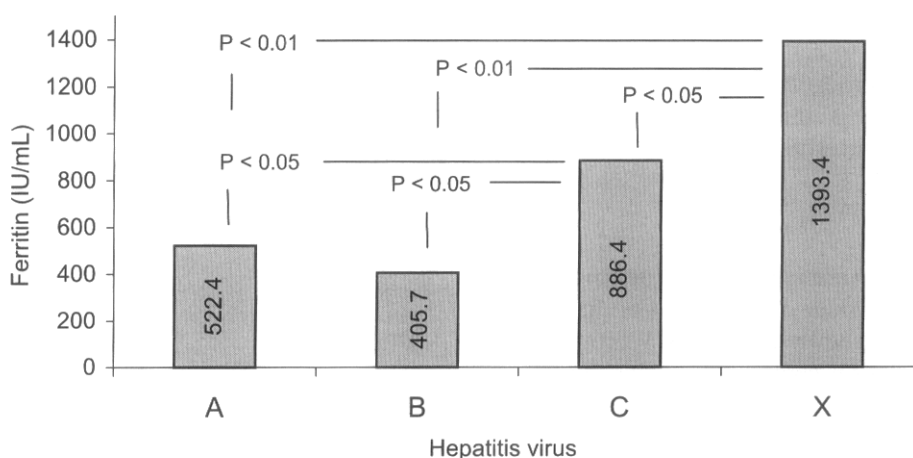 1400
1200
1000
800
600
400
200
0
Ferritin (IU/mL)
P < 0.01
P < 0.01
P < 0.05
P < 0.05
P < 0.05
522.4
405.7
886.4
1393.4
A B C X
Hepatitis virus